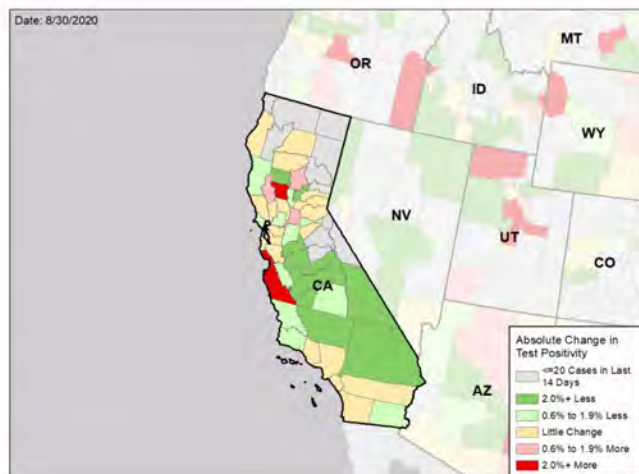 Date: 8/30/2020
MT
OR
ID
WY
NV
UT
CO
CA
AZ
Absolute Change in
Test Positivity
<=20 Cases in Last
14 Days
2.0%+ Less
0.6% to 1.9% Less
Little Change
0.6% to 1.9% More
2.0%+ More